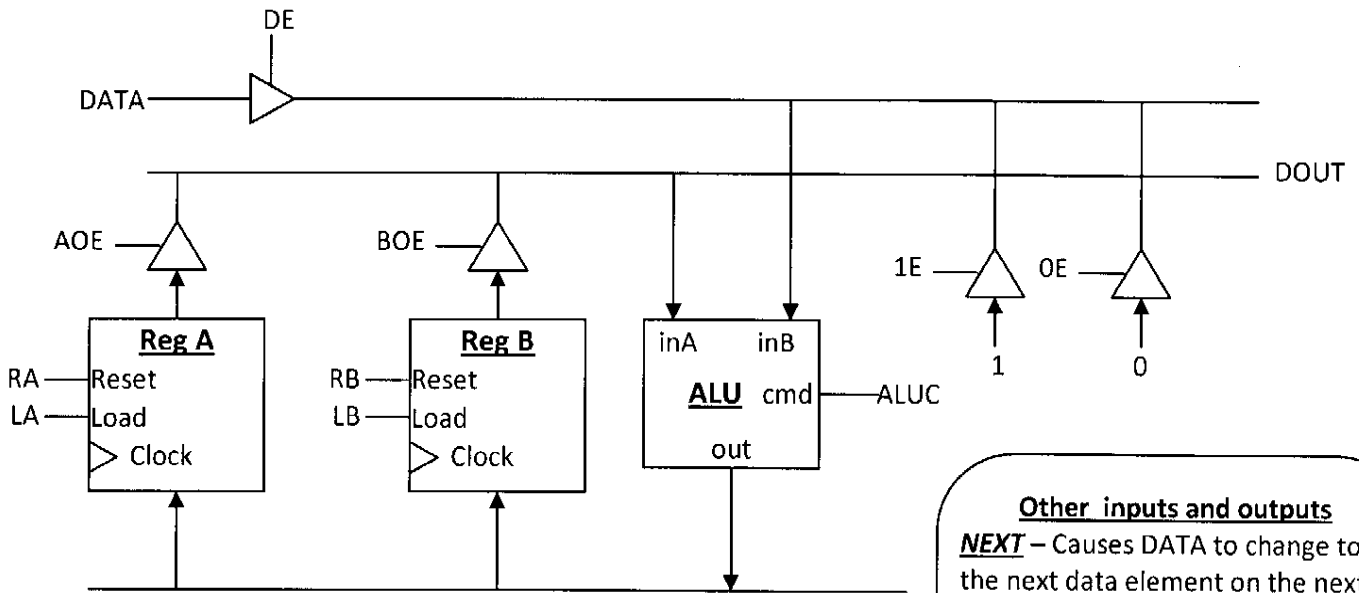 DE
DATA
DOUT
AOE
BOE
1E
0E
Reg A
Reg B
inA inB
1
0
RA
Reset
RB
Reset
ALU cmd
ALUC
LA
Load
LB
Load
Clock
Clock
out
Other inputs and outputs
NEXT – Causes DATA to change to
the next data element on the next